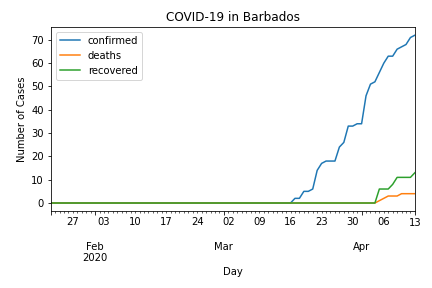 COVID-19 in Barbados
confirmed
deaths
recovered
Number of Cases
70
60
50
40
30
20
10
0
27 03 10 17 24 02 09 16 23 30 06 13
Feb Mar Apr
2020
Day